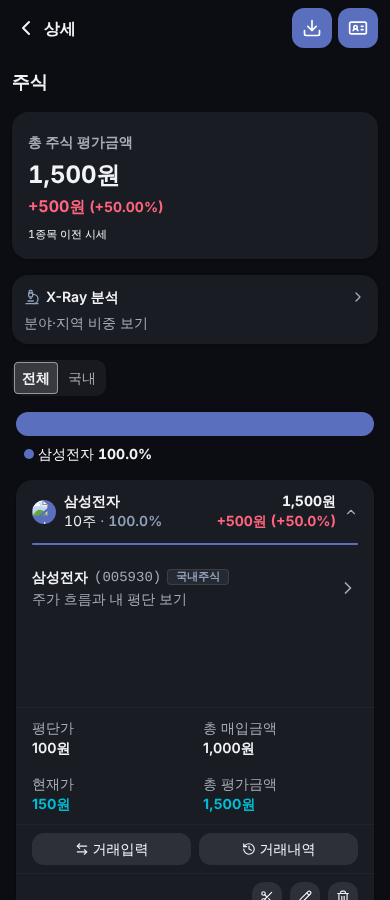 상세
주식
총 주식 평가금액
1,500원
+500원 (+50.00%)
1종목 이전 시세
X-Ray 분석
분야·지역 비중 보기
전체 국내
삼성전자 100.0%
삼성전자 1,500원
10주 · 100.0% +500원 (+50.0%)
삼성전자 (005930) 국내주식
주가 흐름과 내 평단 보기
평단가 총 매입금액
100원 1,000원
현재가 총 평가금액
150원 1,500원
거래입력 거래내역